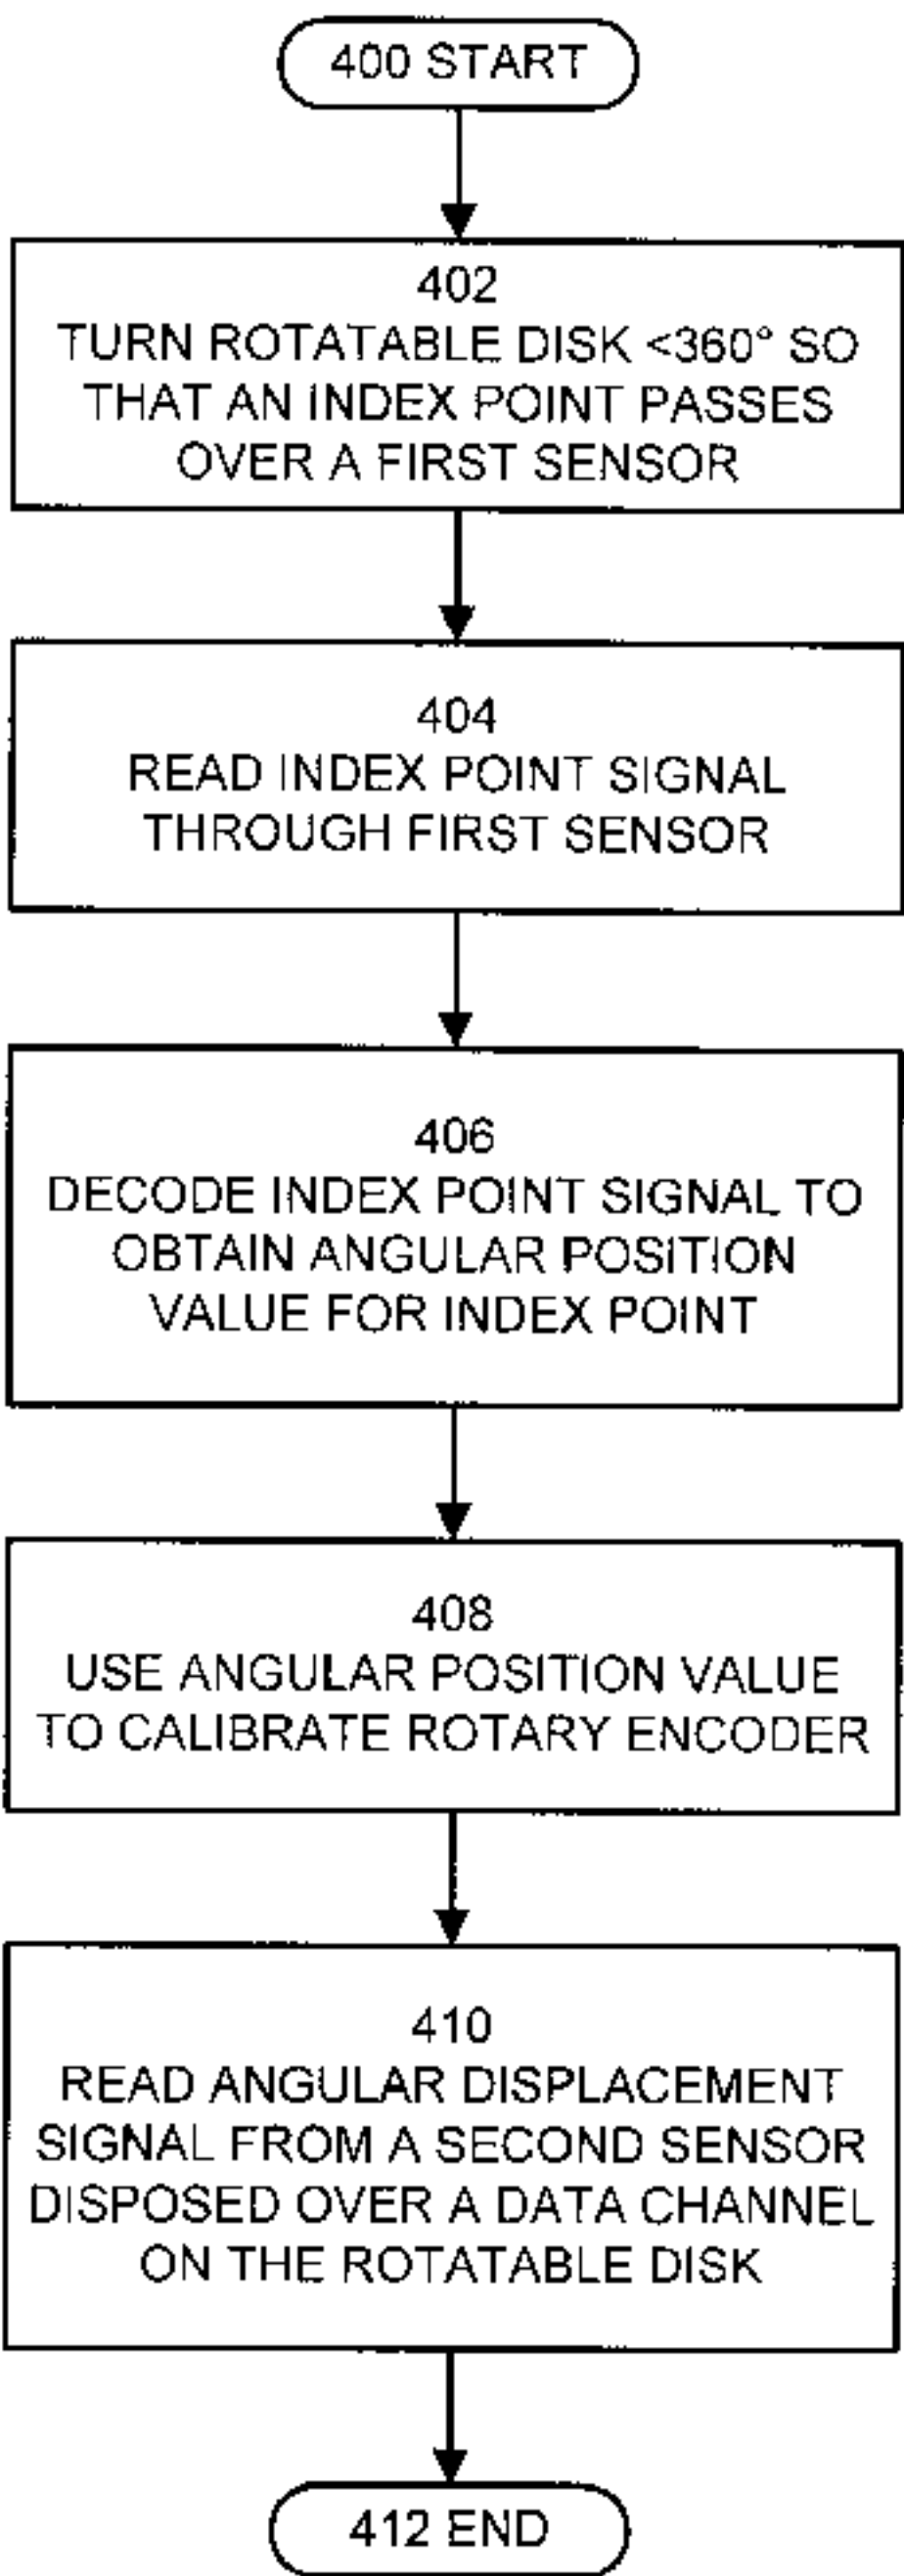 400 START
402
TURN ROTATABLE DISK <360° SO
THAT AN INDEX POINT PASSES
OVER A FIRST SENSOR
404
READ INDEX POINT SIGNAL
THROUGH FIRST SENSOR
406
DECODE INDEX POINT SIGNAL TO
OBTAIN ANGULAR POSITION
VALUE FOR INDEX POINT
408
USE ANGULAR POSITION VALUE
TO CALIBRATE ROTARY ENCODER
410
READ ANGULAR DISPLACEMENT
SIGNAL FROM A SECOND SENSOR
DISPOSED OVER A DATA CHANNEL
ON THE ROTATABLE DISK
412 END